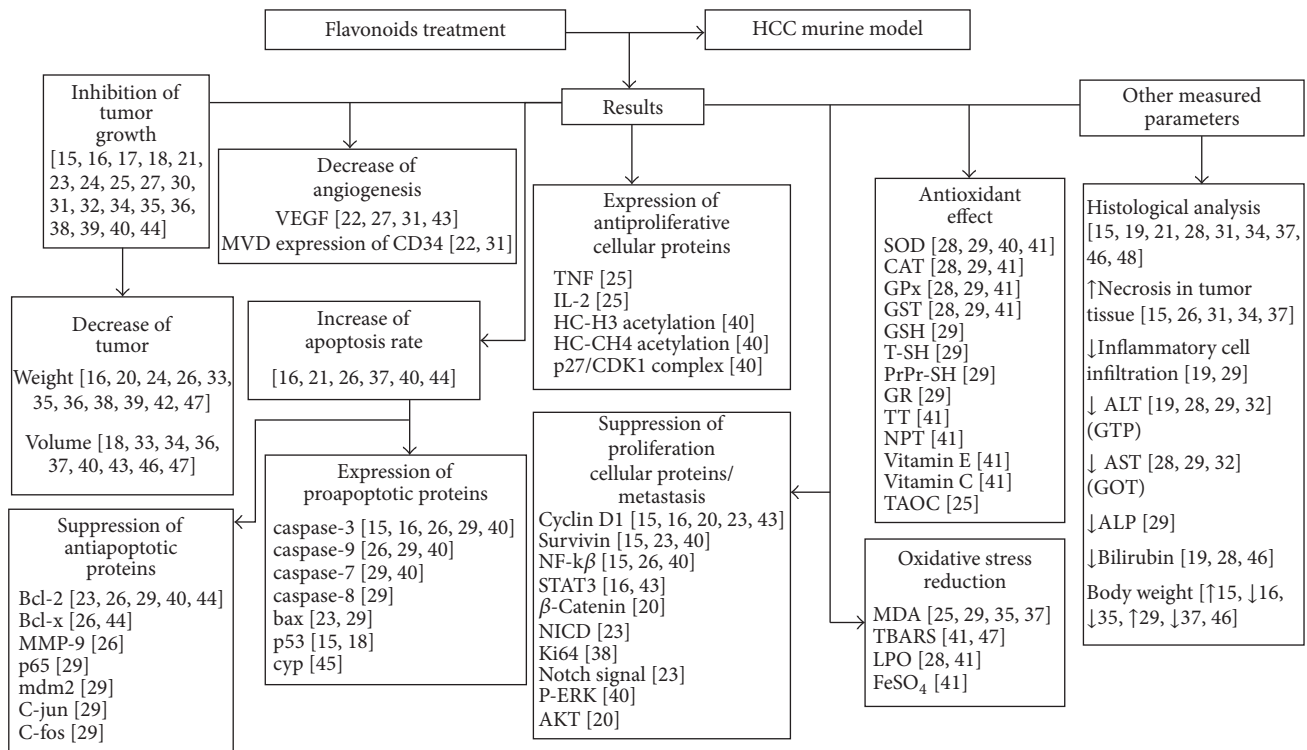 Flavonoids treatment
HCC murine model
Results
Inhibition of
tumor
growth
[15, 16, 17, 18, 21,
23, 24, 25, 27, 30,
31, 32, 34, 35, 36,
38, 39, 40, 44]
Decrease of
angiogenesis
VEGF [22, 27, 31, 43]
MVD expression of CD34 [22, 31]
Decrease of tumor
Weight [16, 20, 24, 26, 33,
35, 36, 38, 39, 42, 47]
Volume [18, 33, 34, 36,
37, 40, 43, 46, 47]
Increase of
apoptosis rate
[16, 21, 26, 37, 40, 44]
Suppression of
antiapoptotic
proteins
Bcl-2 [23, 26, 29, 40, 44]
Bcl-x [26, 44]
MMP-9 [26]
p65 [29]
mdm2 [29]
C-jun [29]
C-fos [29]
Expression of
proapoptotic proteins
caspase-3 [15, 16, 26, 29, 40]
caspase-9 [26, 29, 40]
caspase-7 [29, 40]
caspase-8 [29]
bax [23, 29]
p53 [15, 18]
cyp [45]
Expression of
antiproliferative
cellular proteins
TNF [25]
IL-2 [25]
HC-H3 acetylation [40]
HC-CH4 acetylation [40]
p27/CDK1 complex [40]
Suppression of
proliferation
cellular proteins/
metastasis
Cyclin D1 [15, 16, 20, 23, 43]
Survivin [15, 23, 40]
NF-kβ [15, 26, 40]
STAT3 [16, 43]
β-Catenin [20]
NICD [23]
Ki64 [38]
Notch signal [23]
P-ERK [40]
AKT [20]
Antioxidant
effect
SOD [28, 29, 40, 41]
CAT [28, 29, 41]
GPx [28, 29, 41]
GST [28, 29, 41]
GSH [29]
T-SH [29]
PrPr-SH [29]
GR [29]
TT [41]
NPT [41]
Vitamin E [41]
Vitamin C [41]
TAOC [25]
Oxidative stress
reduction
MDA [25, 29, 35, 37]
TBARS [41, 47]
LPO [28, 41]
FeSO₄ [41]
Other measured
parameters
Histological analysis
[15, 19, 21, 28, 31, 34, 37,
46, 48]
↑Necrosis in tumor
tissue [15, 26, 31, 34, 37]
↓Inflammatory cell
infiltration [19, 29]
↓ ALT [19, 28, 29, 32]
(GTP)
↓ AST [28, 29, 32]
(GOT)
↓ALP [29]
↓Bilirubin [19, 28, 46]
Body weight [↑15, ↓16,
↓35, ↑29, ↓37, 46]